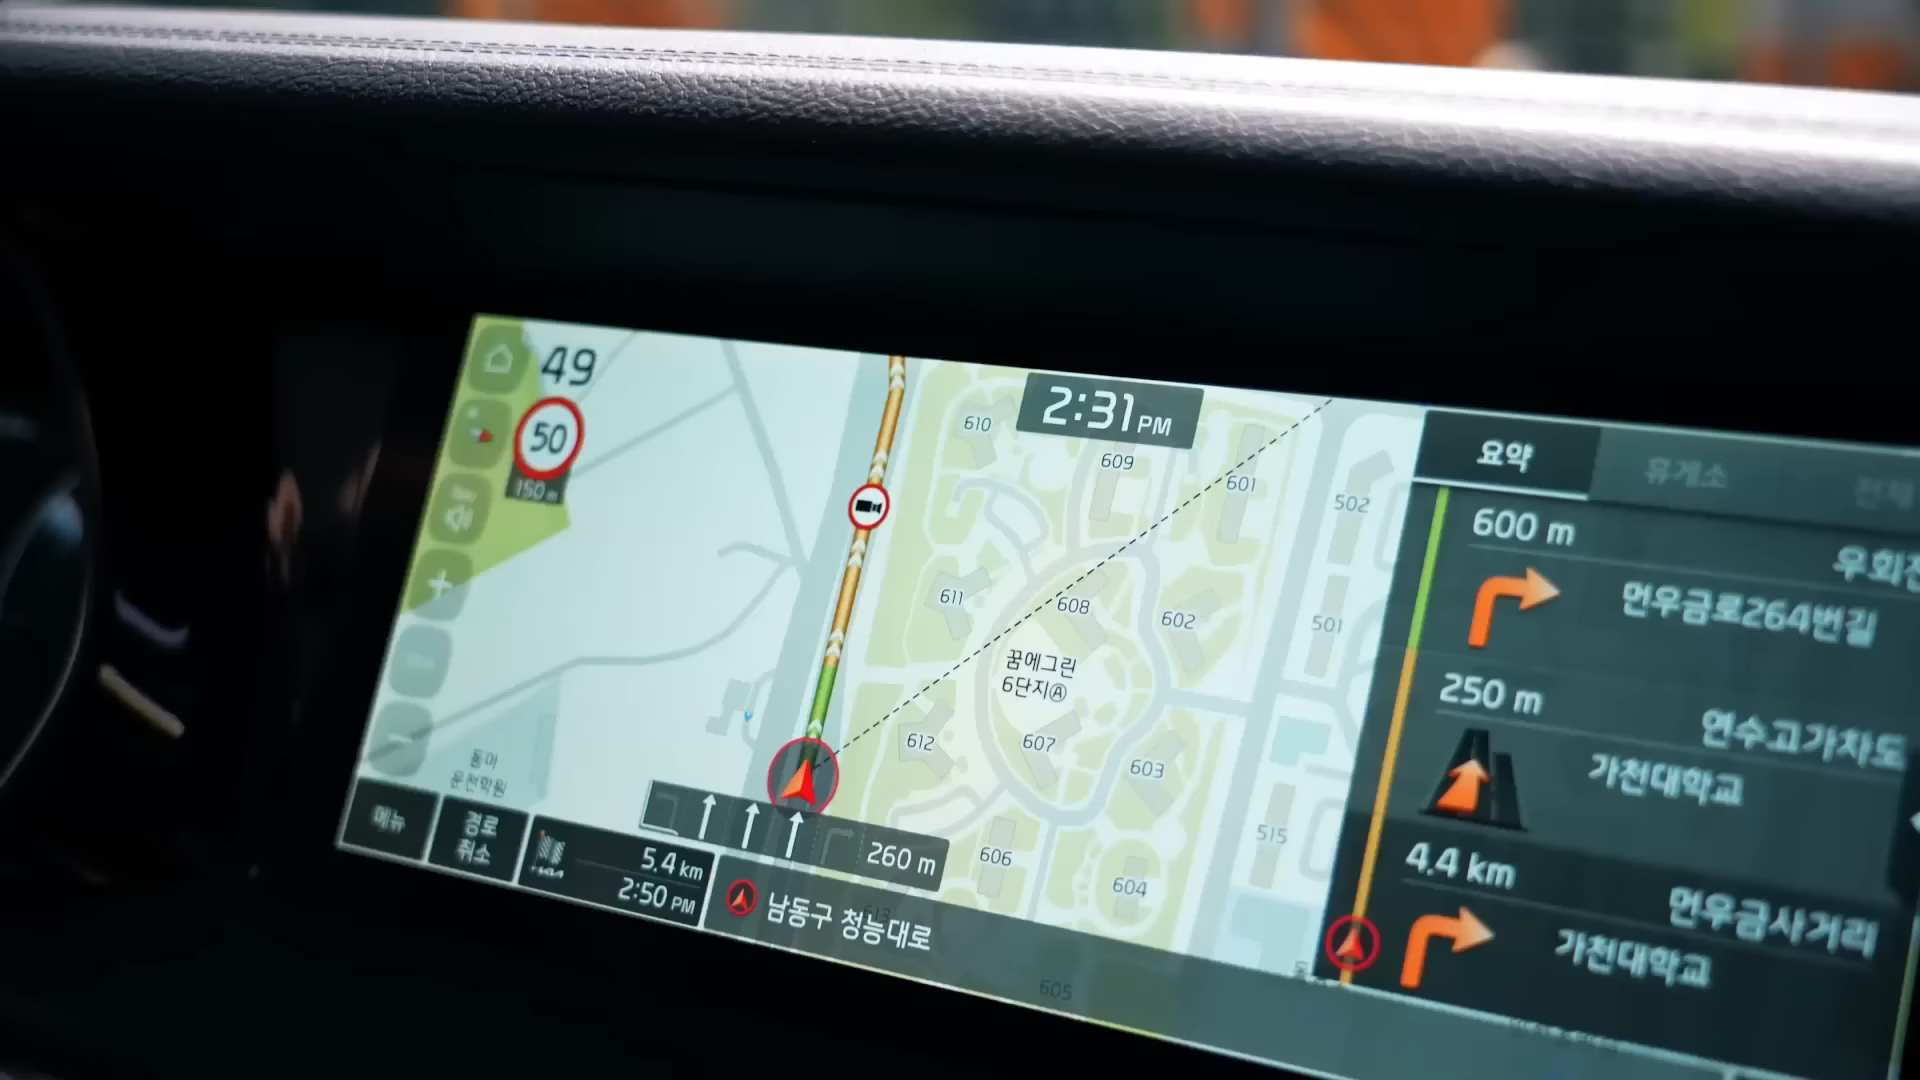 49
50
150 m
2:31 PM
610
609
601
502
611
608
602
501
꿈에그린
6단지Ⓐ
612
607
603
515
606
604
613
605
동아
운전학원
메뉴
경로
취소
5.4 km
2:50 PM
260 m
남동구 청능대로
요약
휴게소
전체
600 m
우회전
먼우금로264번길
250 m
연수고가차도
가천대학교
4.4 km
먼우금사거리
가천대학교